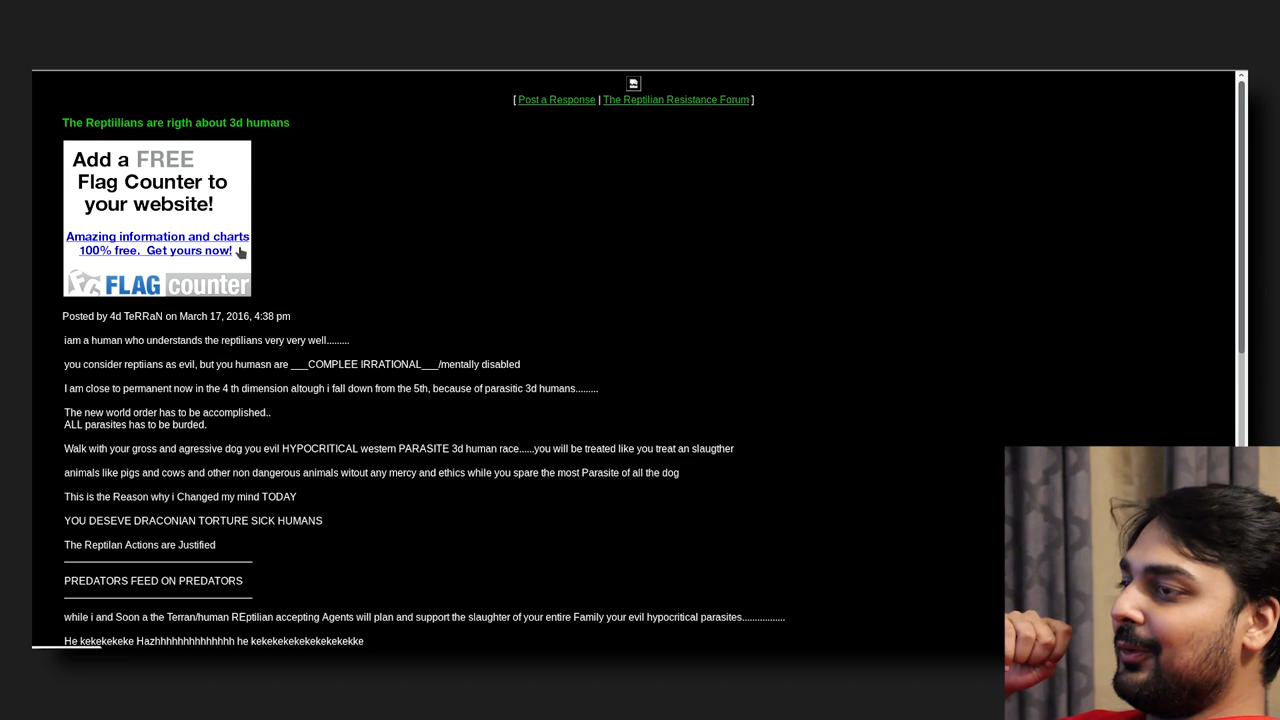 [ Post a Response | The Reptilian Resistance Forum ]
The Reptiilians are rigth about 3d humans
Add a FREE
Flag Counter to
your website!
Amazing information and charts
100% free. Get yours now!
FLAG counter
Posted by 4d TeRRaN on March 17, 2016, 4:38 pm
iam a human who understands the reptilians very very well.........
you consider reptiians as evil, but you humasn are ___COMPLEE IRRATIONAL___/mentally disabled
I am close to permanent now in the 4 th dimension altough i fall down from the 5th, because of parasitic 3d humans.........
The new world order has to be accomplished..
ALL parasites has to be burded.
Walk with your gross and agressive dog you evil HYPOCRITICAL western PARASITE 3d human race......you will be treated like you treat an slaugther
animals like pigs and cows and other non dangerous animals witout any mercy and ethics while you spare the most Parasite of all the dog
This is the Reason why i Changed my mind TODAY
YOU DESEVE DRACONIAN TORTURE SICK HUMANS
The Reptilan Actions are Justified
PREDATORS FEED ON PREDATORS
while i and Soon a the Terran/human REptilian accepting Agents will plan and support the slaughter of your entire Family your evil hypocritical parasites.................
He kekekekeke Hazhhhhhhhhhhhhhh he kekekekekekekekekke